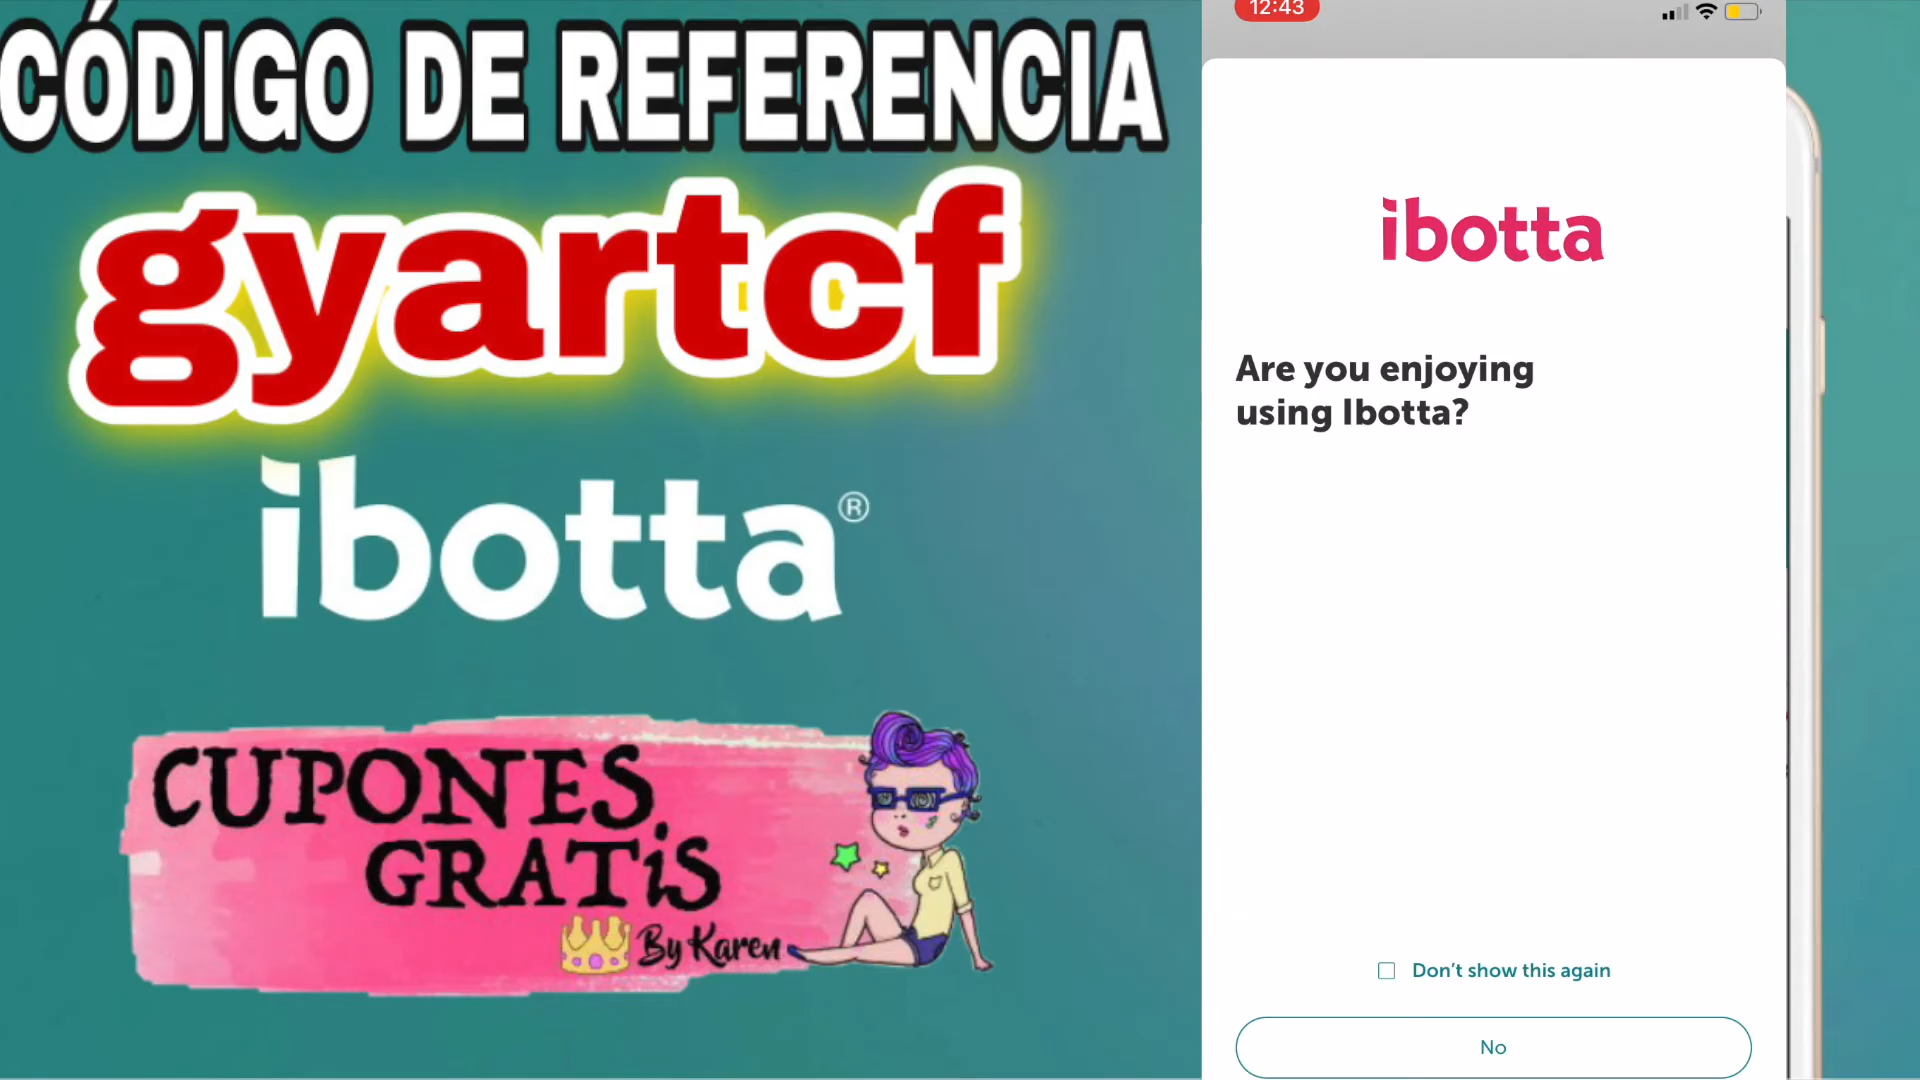 CÓDIGO DE REFERENCIA
gyartcf
ibotta®
CUPONES
GRATiS
By Karen
12:43
ibotta
Are you enjoying
using Ibotta?
Don’t show this again
No